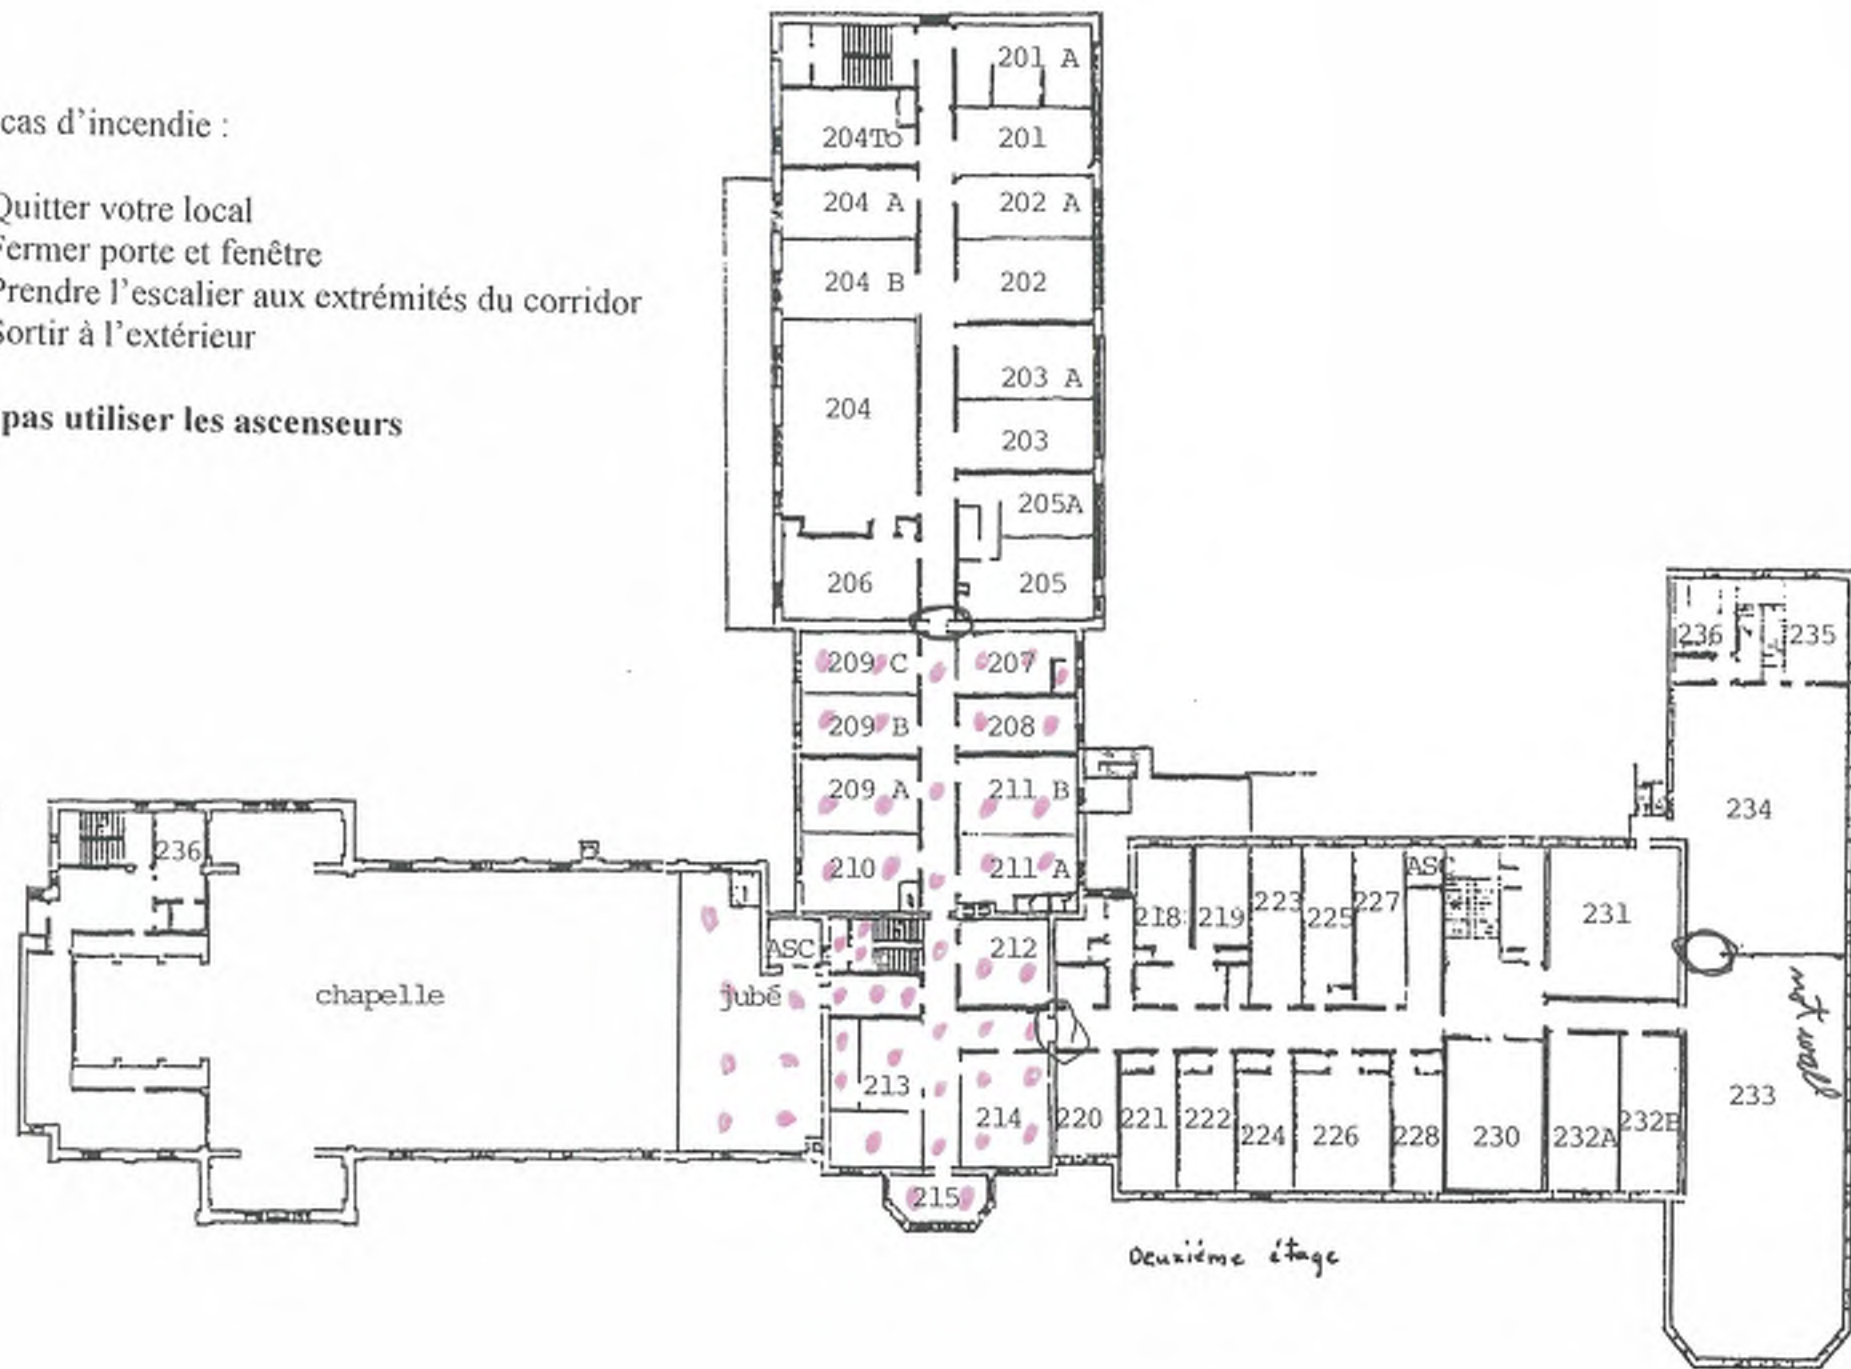 cas d'incendie :
Quitter votre local
Fermer porte et fenêtre
Prendre l'escalier aux extrémités du corridor
Sortir à l'extérieur
pas utiliser les ascenseurs
201 A
204To 201
204 A 202 A
204 B 202
203 A
204
203
205A
206 205
236 235
209 C 207
209 B 208
209 A 211 B
234
236
210 211 A
ASC
218 219 223 225 227
231
ASC 212
chapelle jubé
not wall
213
214 220 221 222 224 226 228 230 232A 232B 233
215
Deuxième étage